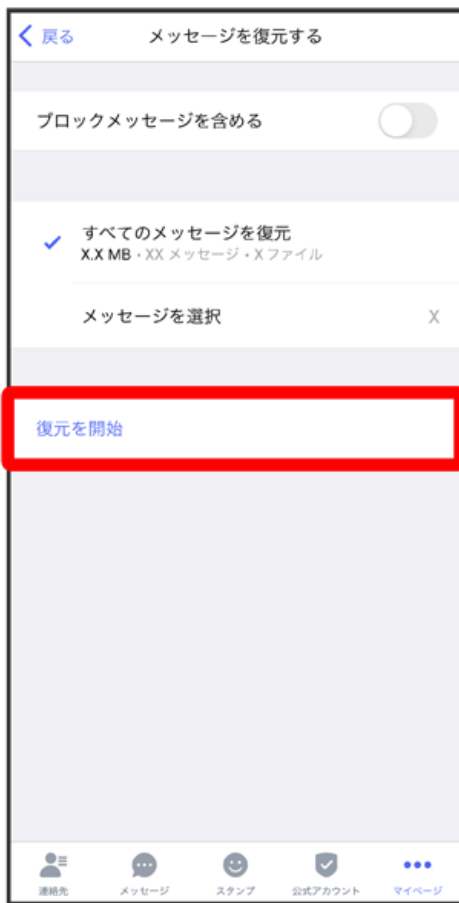 戻る メッセージを復元する
ブロックメッセージを含める
すべてのメッセージを復元
X.X MB・XX メッセージ・X ファイル
メッセージを選択 X
復元を開始
連絡先 メッセージ スタンプ 公式アカウント マイページ